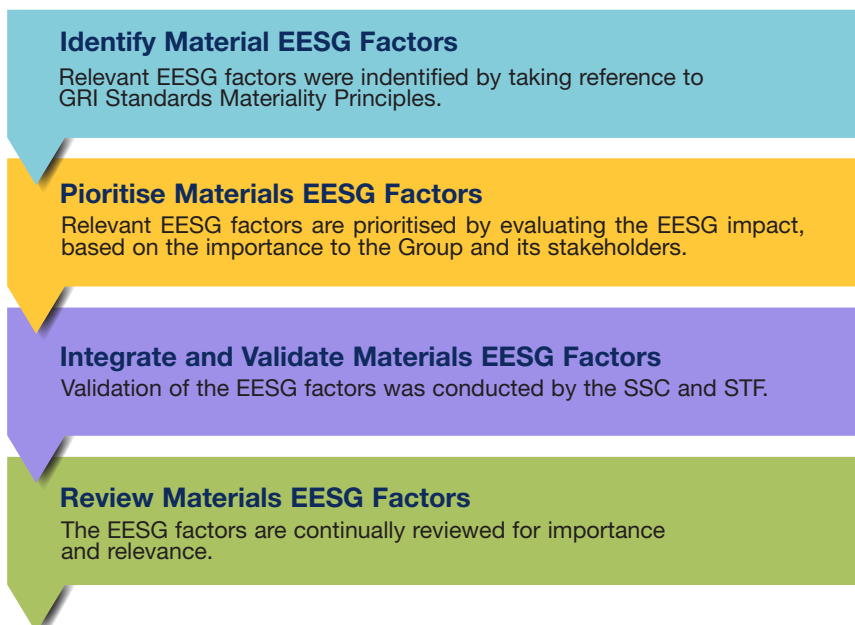 Identify Material EESG Factors
Relevant EESG factors were indentified by taking reference to
GRI Standards Materiality Principles.
Pioritise Materials EESG Factors
Relevant EESG factors are prioritised by evaluating the EESG impact,
based on the importance to the Group and its stakeholders.
Integrate and Validate Materials EESG Factors
Validation of the EESG factors was conducted by the SSC and STF.
Review Materials EESG Factors
The EESG factors are continually reviewed for importance
and relevance.